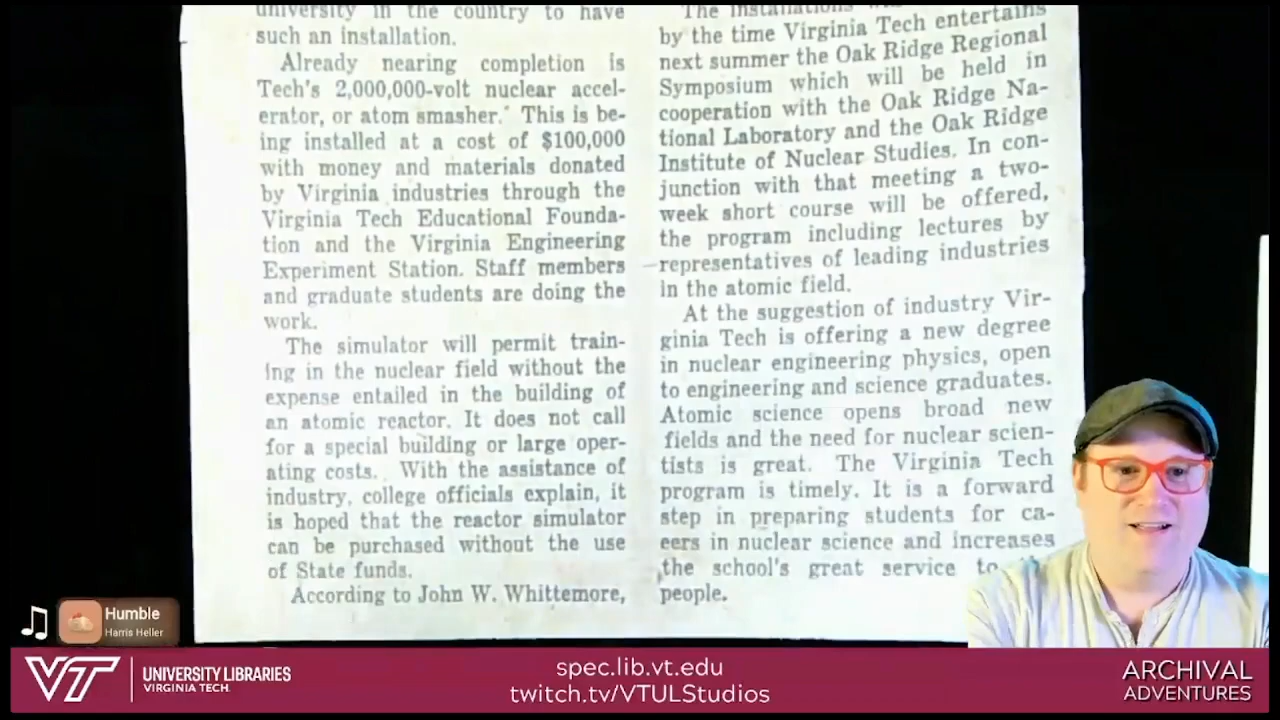 university in the country to have
such an installation.
Already nearing completion is
Tech's 2,000,000-volt nuclear accel-
erator, or atom smasher. This is be-
ing installed at a cost of $100,000
with money and materials donated
by Virginia industries through the
Virginia Tech Educational Founda-
tion and the Virginia Engineering
Experiment Station. Staff members
and graduate students are doing the
work.
The simulator will permit train-
ing in the nuclear field without the
expense entailed in the building of
an atomic reactor. It does not call
for a special building or large oper-
ating costs. With the assistance of
industry, college officials explain, it
is hoped that the reactor simulator
can be purchased without the use
of State funds.
According to John W. Whittemore,
The installations
by the time Virginia Tech entertains
next summer the Oak Ridge Regional
Symposium which will be held in
cooperation with the Oak Ridge Na-
tional Laboratory and the Oak Ridge
Institute of Nuclear Studies. In con-
junction with that meeting a two-
week short course will be offered,
the program including lectures by
representatives of leading industries
in the atomic field.
At the suggestion of industry Vir-
ginia Tech is offering a new degree
in nuclear engineering physics, open
to engineering and science graduates.
Atomic science opens broad new
fields and the need for nuclear scien-
tists is great. The Virginia Tech
program is timely. It is a forward
step in preparing students for ca-
eers in nuclear science and increases
the school's great service to
people.
Humble
Harris Heller
VT
UNIVERSITY LIBRARIES
VIRGINIA TECH
spec.lib.vt.edu
twitch.tv/VTULStudios
ARCHIVAL
ADVENTURES